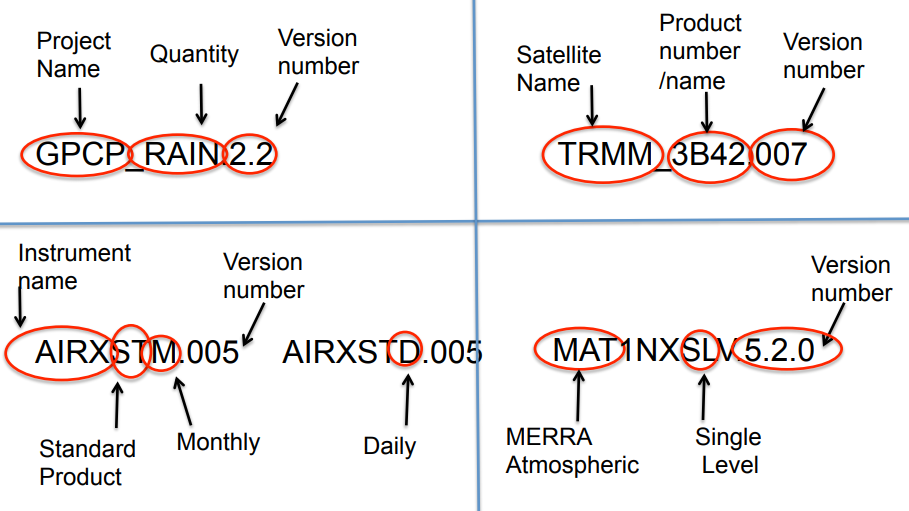 Project
Name
Quantity
Version
number
GPCP_RAIN.2.2
Satellite
Name
Product
number
/name
Version
number
TRMM_3B42.007
Instrument
name
Version
number
AIRXSTM.005
AIRXSTD.005
Standard
Product
Monthly
Daily
Version
number
MAT1NXSLV.5.2.0
MERRA
Atmospheric
Single
Level